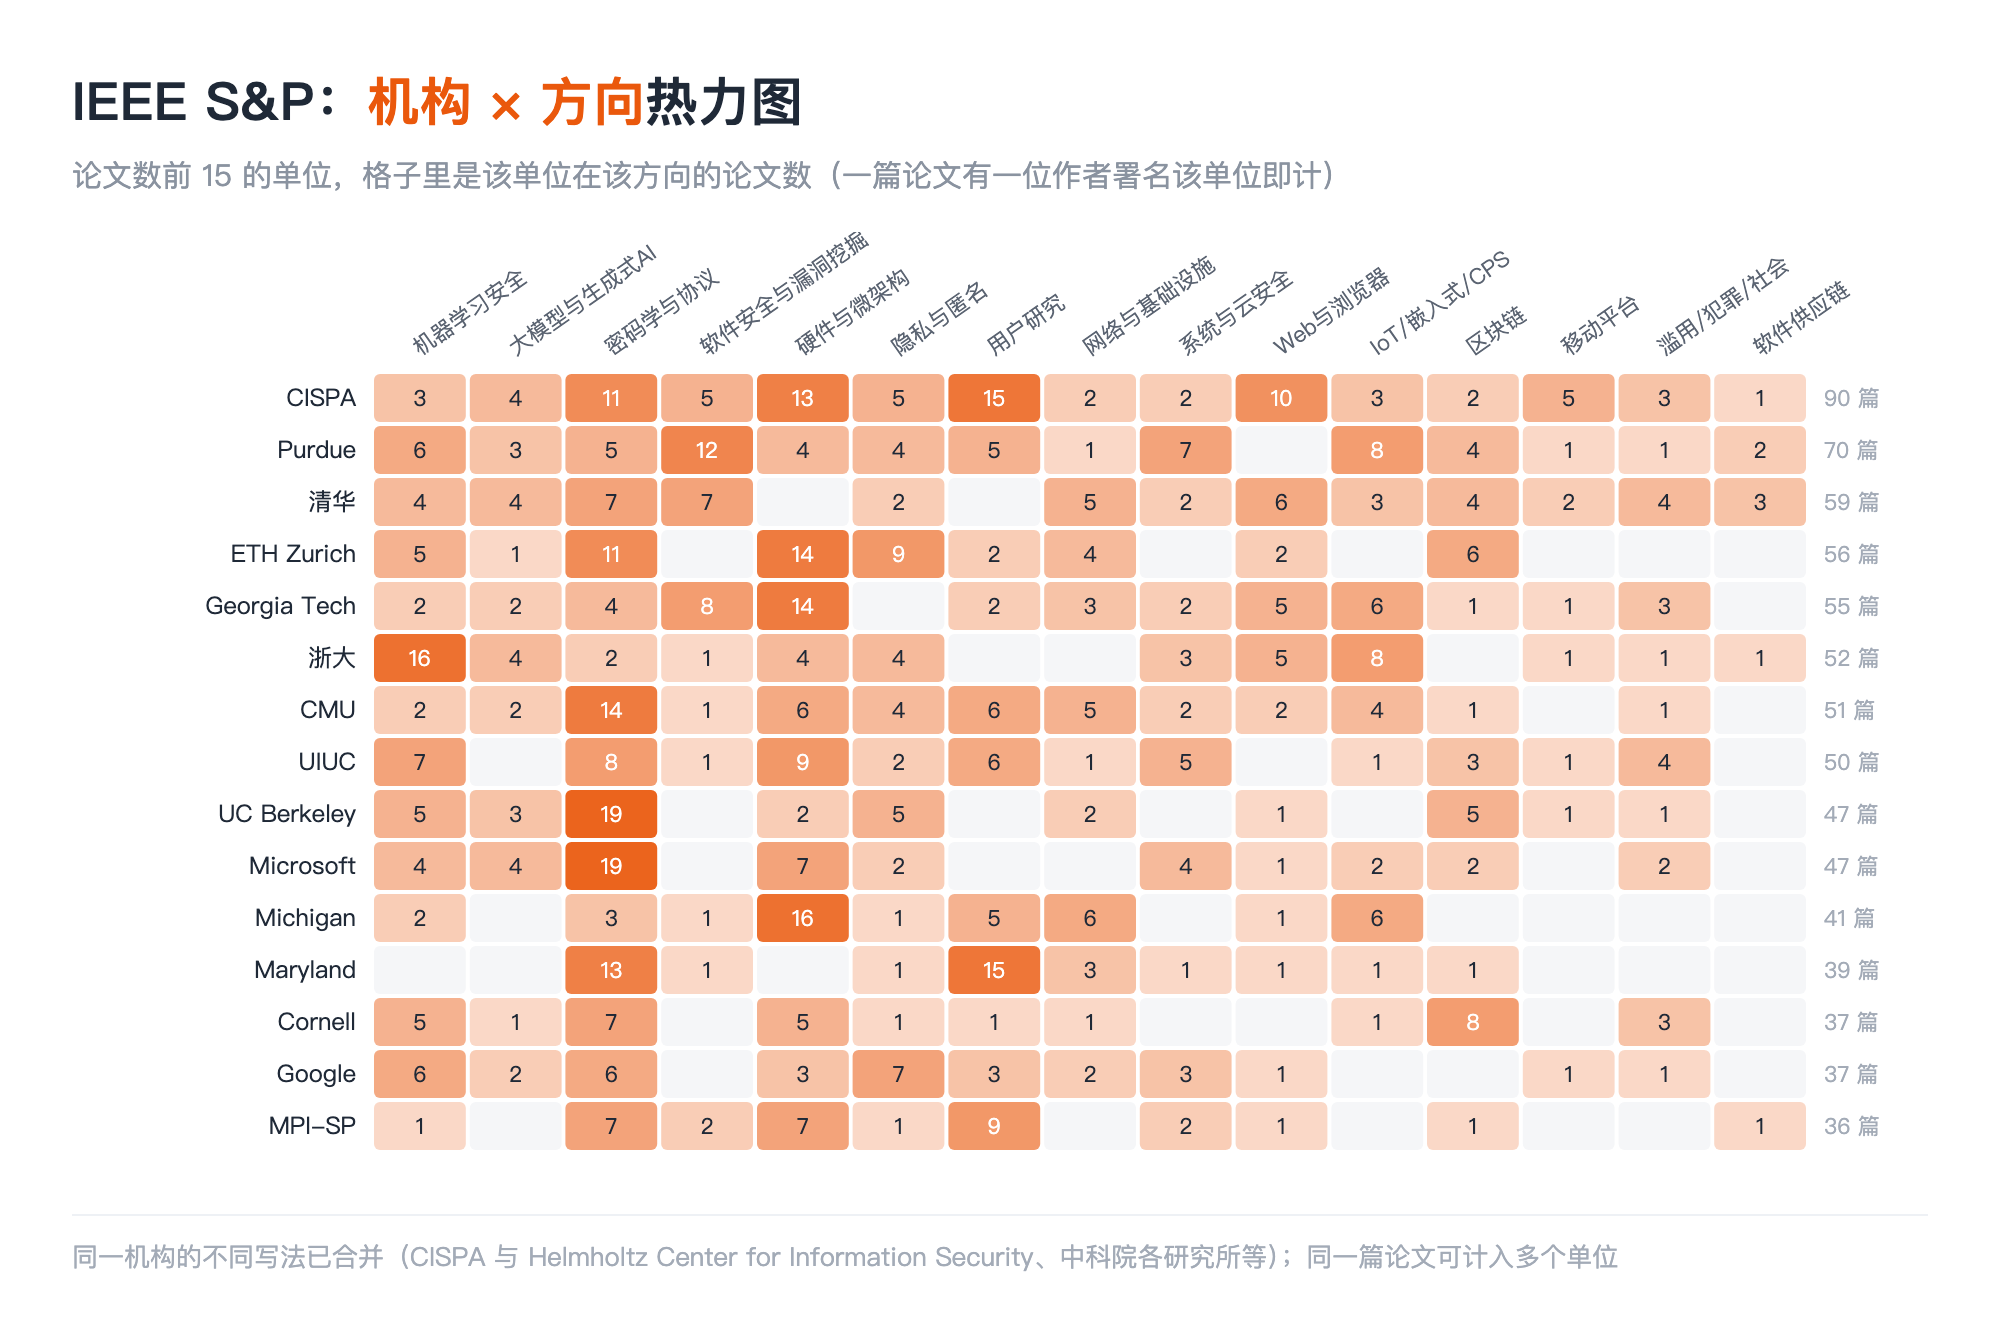 IEEE S&P：机构 × 方向热力图
论文数前 15 的单位，格子里是该单位在该方向的论文数（一篇论文有一位作者署名该单位即计）
机器学习安全 大模型与生成式AI 密码学与协议 软件安全与漏洞挖掘 硬件与微架构 隐私与匿名 用户研究 网络与基础设施 系统与云安全 Web与浏览器 IoT/嵌入式/CPS 区块链 移动平台 滥用/犯罪/社会 软件供应链
CISPA 3 4 11 5 13 5 15 2 2 10 3 2 5 3 1 90 篇
Purdue 6 3 5 12 4 4 5 1 7 8 4 1 1 2 70 篇
清华 4 4 7 7 2 5 2 6 3 4 2 4 3 59 篇
ETH Zurich 5 1 11 14 9 2 4 2 6 56 篇
Georgia Tech 2 2 4 8 14 2 3 2 5 6 1 1 3 55 篇
浙大 16 4 2 1 4 4 3 5 8 1 1 1 52 篇
CMU 2 2 14 1 6 4 6 5 2 2 4 1 1 51 篇
UIUC 7 8 1 9 2 6 1 5 1 3 1 4 50 篇
UC Berkeley 5 3 19 2 5 2 1 5 1 1 47 篇
Microsoft 4 4 19 7 2 4 1 2 2 2 47 篇
Michigan 2 3 1 16 1 5 6 1 6 41 篇
Maryland 13 1 1 15 3 1 1 1 1 39 篇
Cornell 5 1 7 5 1 1 1 1 8 3 37 篇
Google 6 2 6 3 7 3 2 3 1 1 1 37 篇
MPI-SP 1 7 2 7 1 9 2 1 1 1 36 篇
同一机构的不同写法已合并（CISPA 与 Helmholtz Center for Information Security、中科院各研究所等）；同一篇论文可计入多个单位